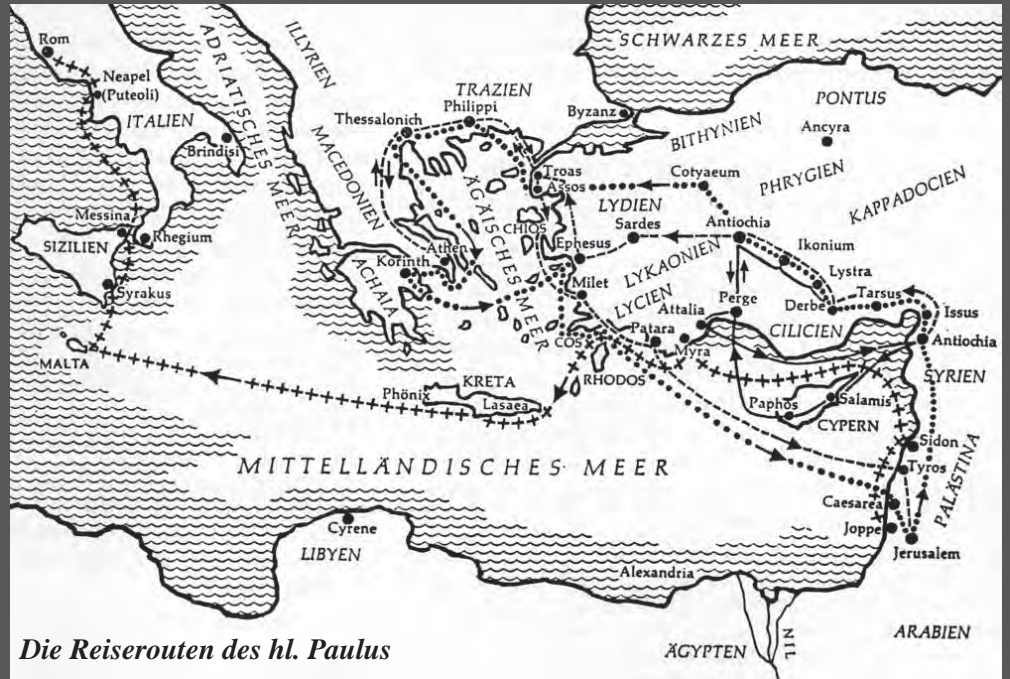 Rom
Neapel
(Puteoli)
ITALIEN
Brindisi
ADRIATISCHES MEER
ILLYRIEN
MACEDONIEN
Thessalonich
TRAZIEN
Philippi
Byzanz
SCHWARZES MEER
PONTUS
BITHYNIEN
Ancyra
PHRYGIEN
KAPPADOCIEN
Troas
Assos
Cotyaeum
LYDIEN
Sardes
Antiochia
Ikonium
Lystra
Derbe
Tarsus
Issus
Antiochia
SYRIEN
ÄGÄISCHES MEER
CHIOS
Ephesus
Milet
LYKAONIEN
LYCIEN
Attalia
Perge
CILICIEN
Athen
Korinth
ACHAIA
Messina
SIZILIEN
Rhegium
Syrakus
MALTA
Patara
Myra
COS
RHODOS
Phönix
KRETA
Lasaea
Paphos
Salamis
CYPERN
Sidon
Tyros
PALÄSTINA
Caesarea
Joppe
Jerusalem
MITTELLÄNDISCHES MEER
Cyrene
LIBYEN
Alexandria
ÄGYPTEN
NIL
ARABIEN
Die Reiserouten des hl. Paulus